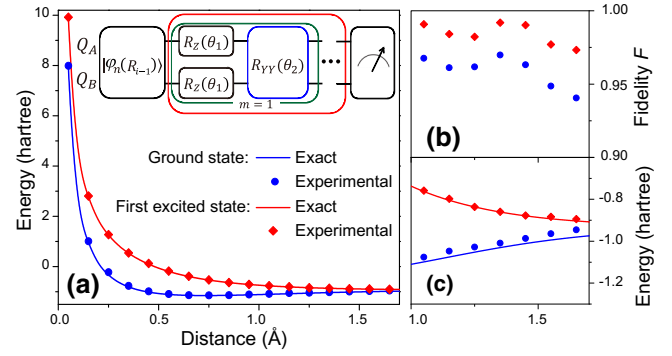 Energy (hartree)
10
8
6
4
2
0
Q_A
Q_B
|φ_n(R_{i−1})⟩
R_Z(θ_1)
R_Z(θ_1)
R_{YY}(θ_2)
•••
m = 1
Ground state:
Exact
Experimental
First excited state:
Exact
Experimental
(a)
0.0
0.5
1.0
1.5
Distance (Å)
(b)
1.00
0.95
0.90
Fidelity F
(c)
-0.8
-1.0
-1.2
Energy (hartree)
1.0
1.5